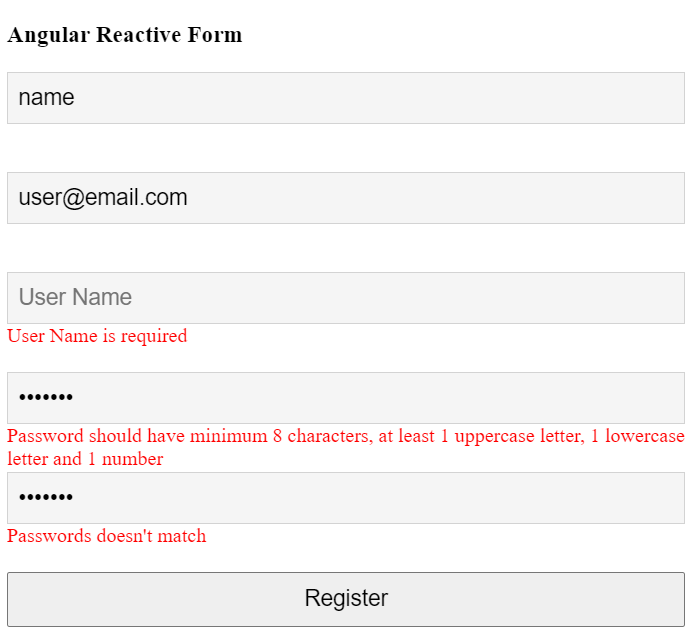 Angular Reactive Form
name
user@email.com
User Name
User Name is required
•••••••
Password should have minimum 8 characters, at least 1 uppercase letter, 1 lowercase
letter and 1 number
•••••••
Passwords doesn't match
Register